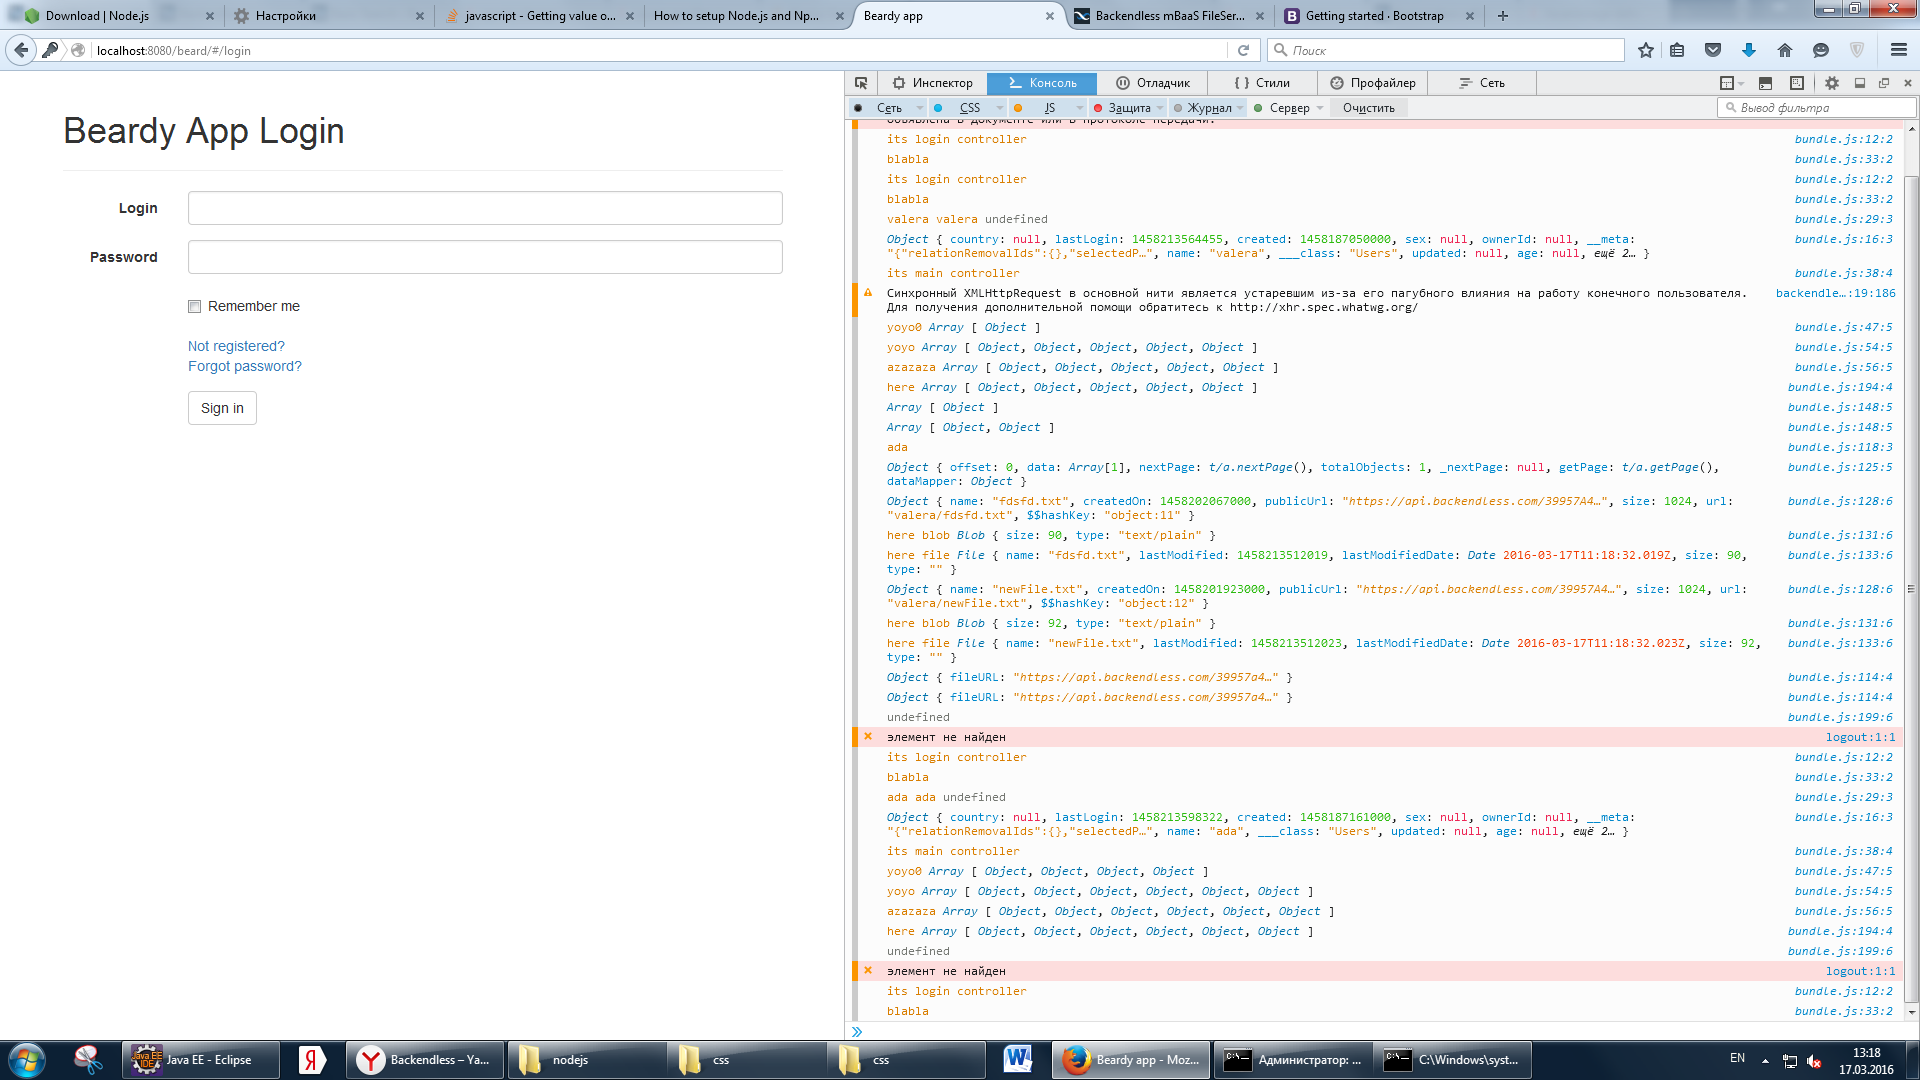 Download | Node.js
Настройки
javascript - Getting value o...
How to setup Node.js and Np...
Beardy app
Backendless mBaaS FileSer...
Getting started · Bootstrap
localhost:8080/beard/#/login
Поиск
Beardy App Login
Login
Password
Remember me
Not registered?
Forgot password?
Sign in
Инспектор
Консоль
Отладчик
Стили
Профайлер
Сеть
Сеть
CSS
JS
Защита
Журнал
Сервер
Очистить
Вывод фильтра
объявлена в документе или в протоколе передачи.
its login controller bundle.js:12:2
blabla bundle.js:33:2
its login controller bundle.js:12:2
blabla bundle.js:33:2
valera valera undefined bundle.js:29:3
Object { country: null, lastLogin: 1458213564455, created: 1458187050000, sex: null, ownerId: null, __meta: bundle.js:16:3
"{"relationRemovalIds":{},"selectedP…", name: "valera", ___class: "Users", updated: null, age: null, ещё 2… }
its main controller bundle.js:38:4
Синхронный XMLHttpRequest в основной нити является устаревшим из-за его пагубного влияния на работу конечного пользователя. backendle…:19:186
Для получения дополнительной помощи обратитесь к http://xhr.spec.whatwg.org/
yoyo0 Array [ Object ] bundle.js:47:5
yoyo Array [ Object, Object, Object, Object, Object ] bundle.js:54:5
azazaza Array [ Object, Object, Object, Object, Object ] bundle.js:56:5
here Array [ Object, Object, Object, Object, Object ] bundle.js:194:4
Array [ Object ] bundle.js:148:5
Array [ Object, Object ] bundle.js:148:5
ada bundle.js:118:3
Object { offset: 0, data: Array[1], nextPage: t/a.nextPage(), totalObjects: 1, _nextPage: null, getPage: t/a.getPage(), bundle.js:125:5
dataMapper: Object }
Object { name: "fdsfd.txt", createdOn: 1458202067000, publicUrl: "https://api.backendless.com/39957A4…", size: 1024, url: bundle.js:128:6
"valera/fdsfd.txt", $$hashKey: "object:11" }
here blob Blob { size: 90, type: "text/plain" } bundle.js:131:6
here file File { name: "fdsfd.txt", lastModified: 1458213512019, lastModifiedDate: Date 2016-03-17T11:18:32.019Z, size: 90, bundle.js:133:6
type: "" }
Object { name: "newFile.txt", createdOn: 1458201923000, publicUrl: "https://api.backendless.com/39957A4…", size: 1024, url: bundle.js:128:6
"valera/newFile.txt", $$hashKey: "object:12" }
here blob Blob { size: 92, type: "text/plain" } bundle.js:131:6
here file File { name: "newFile.txt", lastModified: 1458213512023, lastModifiedDate: Date 2016-03-17T11:18:32.023Z, size: 92, bundle.js:133:6
type: "" }
Object { fileURL: "https://api.backendless.com/39957a4…" } bundle.js:114:4
Object { fileURL: "https://api.backendless.com/39957a4…" } bundle.js:114:4
undefined bundle.js:199:6
элемент не найден logout:1:1
its login controller bundle.js:12:2
blabla bundle.js:33:2
ada ada undefined bundle.js:29:3
Object { country: null, lastLogin: 1458213598322, created: 1458187161000, sex: null, ownerId: null, __meta: bundle.js:16:3
"{"relationRemovalIds":{},"selectedP…", name: "ada", ___class: "Users", updated: null, age: null, ещё 2… }
its main controller bundle.js:38:4
yoyo0 Array [ Object, Object, Object, Object ] bundle.js:47:5
yoyo Array [ Object, Object, Object, Object, Object, Object ] bundle.js:54:5
azazaza Array [ Object, Object, Object, Object, Object, Object ] bundle.js:56:5
here Array [ Object, Object, Object, Object, Object, Object ] bundle.js:194:4
undefined bundle.js:199:6
элемент не найден logout:1:1
its login controller bundle.js:12:2
blabla bundle.js:33:2
Java EE IDE
Java EE - Eclipse
Я
Y
Backendless – Ya...
nodejs
css
css
W
Beardy app - Moz...
C:\
Администратор: ...
C:\
C:\Windows\syst...
EN
13:18
17.03.2016